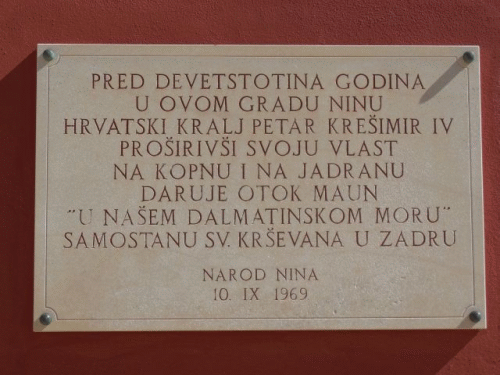 PRED DEVETSTOTINA GODINA
U OVOM GRADU NINU
HRVATSKI KRALJ PETAR KREŠIMIR IV
PROŠIRIVŠI SVOJU VLAST
NA KOPNU I NA JADRANU
DARUJE OTOK MAUN
"U NAŠEM DALMATINSKOM MORU"
SAMOSTANU SV. KRŠEVANA U ZADRU
NAROD NINA
10. IX 1969